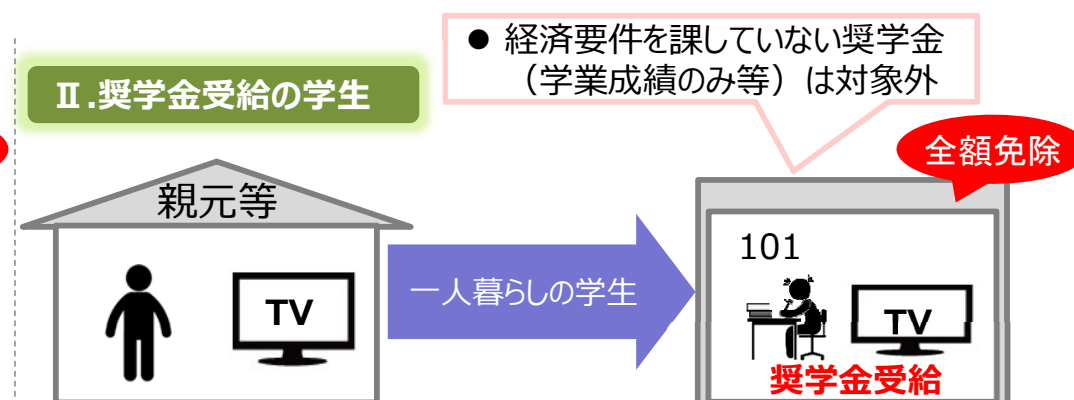 ● 経済要件を課していない奨学金
（学業成績のみ等）は対象外
Ⅱ.奨学金受給の学生
全額免除
親元等
TV
一人暮らしの学生
101
TV
奨学金受給